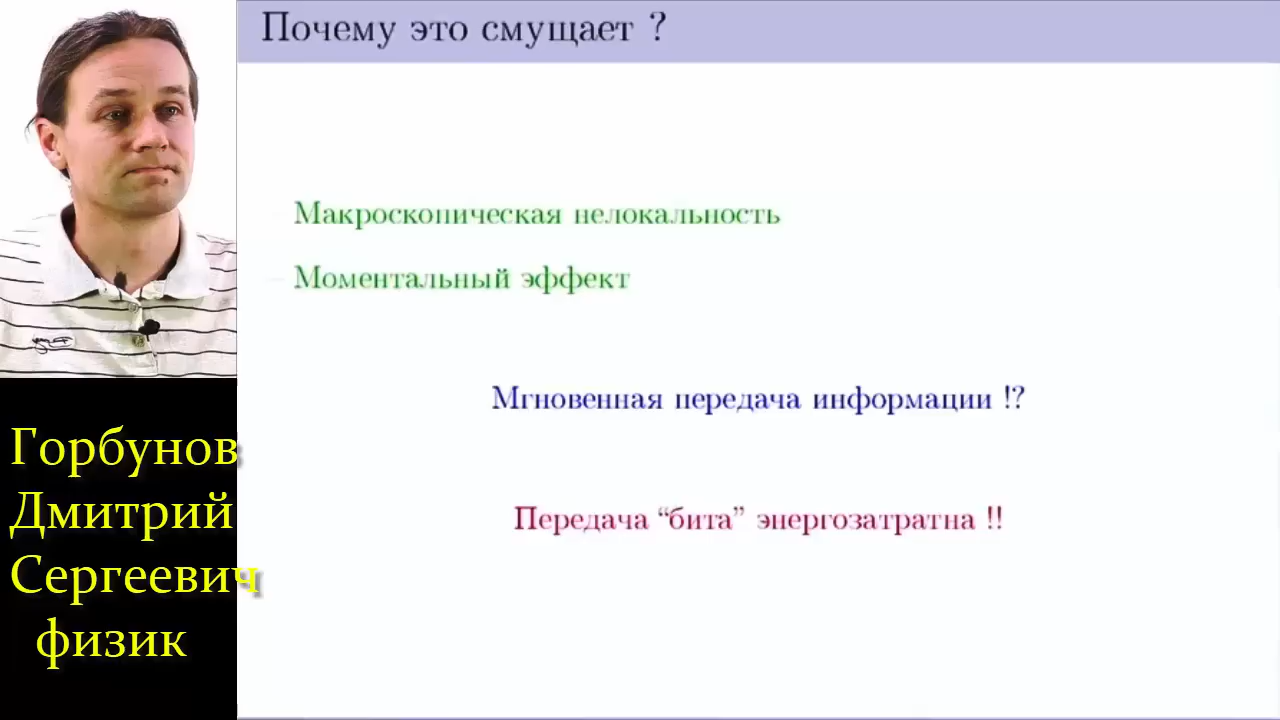 Почему это смущает ?
– Макроскопическая нелокальность
– Моментальный эффект
Мгновенная передача информации !?
Передача “бита” энергозатратна !!
Горбунов
Дмитрий
Сергеевич
физик